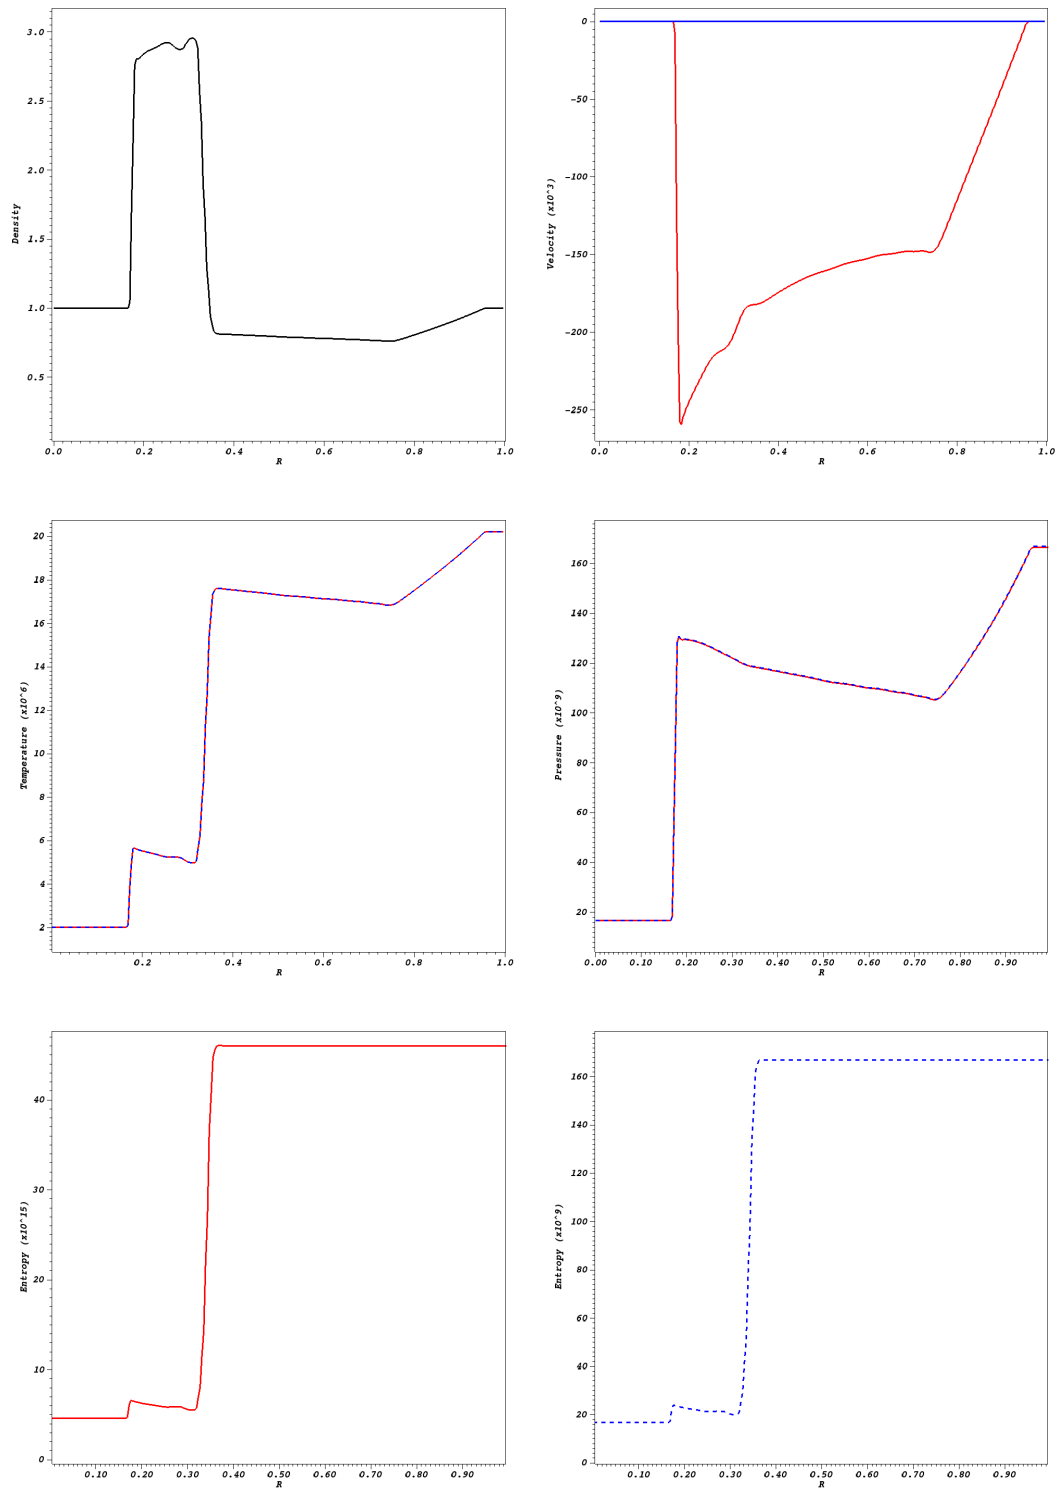 3.0
2.5
2.0
1.5
1.0
0.5
Density
0.0 0.2 0.4 0.6 0.8 1.0
R
0
-50
-100
-150
-200
-250
Velocity (x10^3)
0.0 0.2 0.4 0.6 0.8 1.0
R
20
18
16
14
12
10
8
6
4
2
Temperature (x10^6)
0.2 0.4 0.6 0.8 1.0
R
160
140
120
100
80
60
40
20
Pressure (x10^9)
0.00 0.10 0.20 0.30 0.40 0.50 0.60 0.70 0.80 0.90
R
40
30
20
10
0
Entropy (x10^15)
0.10 0.20 0.30 0.40 0.50 0.60 0.70 0.80 0.90
R
160
140
120
100
80
60
40
20
0
Entropy (x10^9)
0.10 0.20 0.30 0.40 0.50 0.60 0.70 0.80 0.90
R